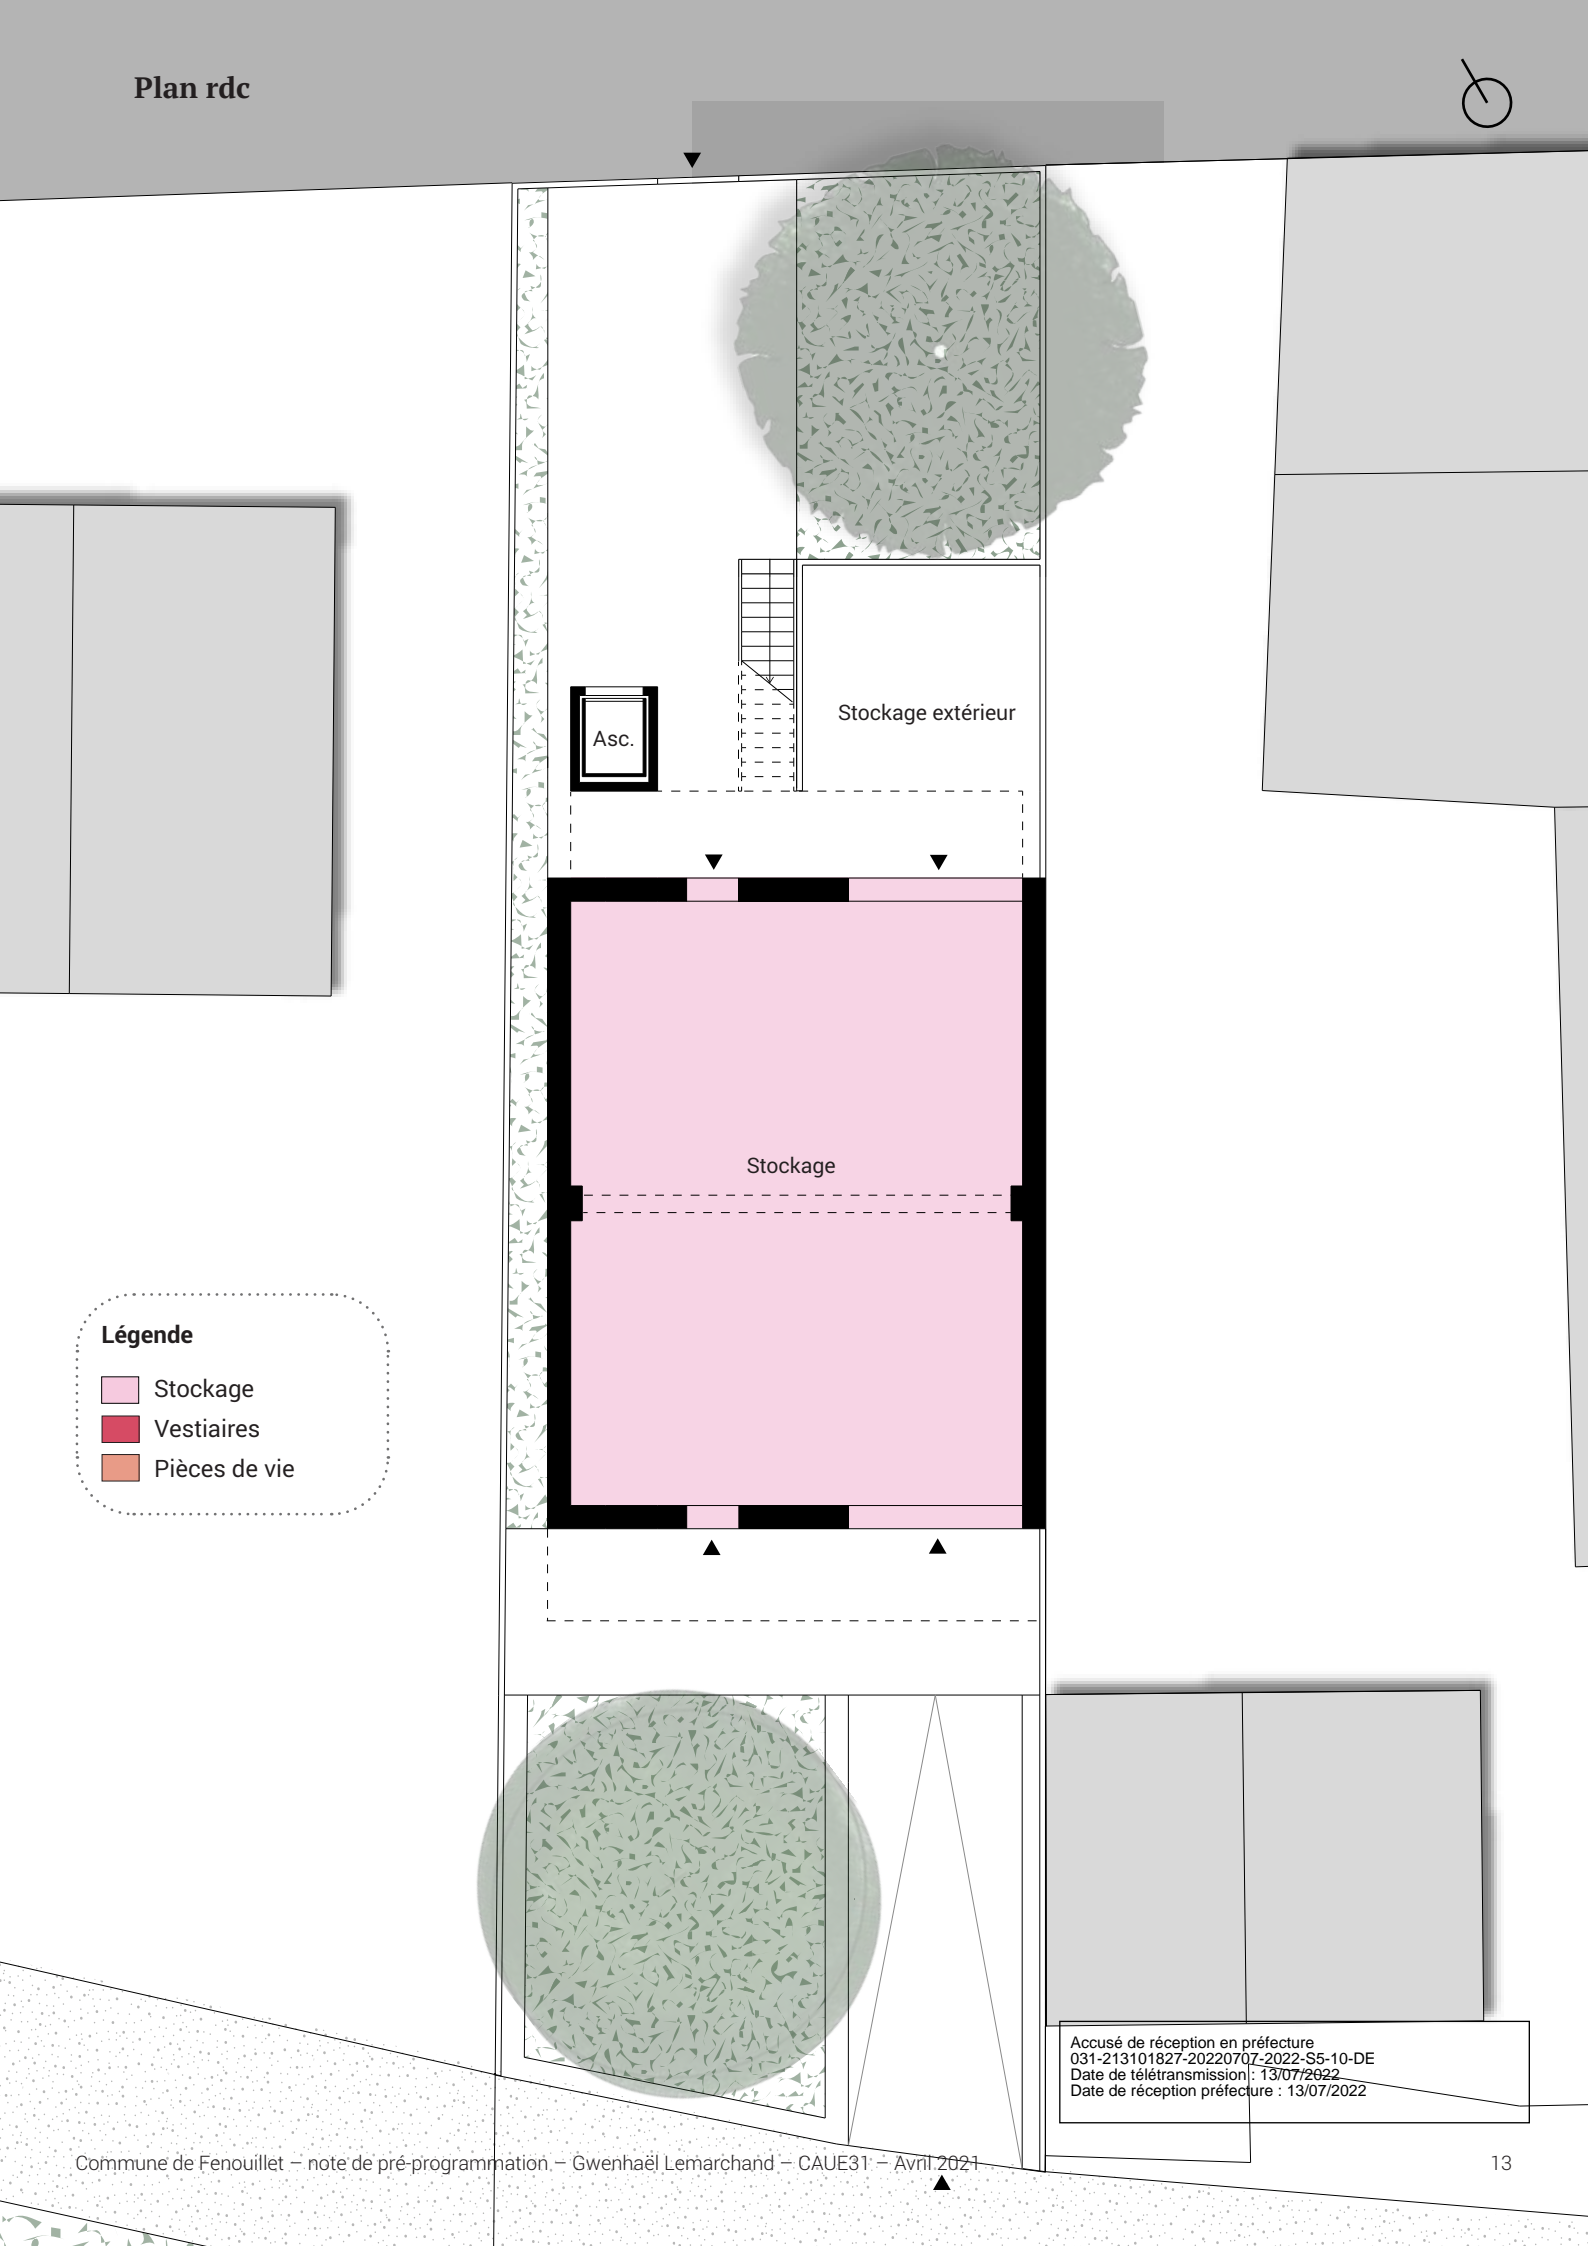 Plan rdc
Asc.
Stockage extérieur
Stockage
Légende
Stockage
Vestiaires
Pièces de vie
Accusé de réception en préfecture
031-213101827-20220707-2022-S5-10-DE
Date de télétransmission : 13/07/2022
Date de réception préfecture : 13/07/2022
Commune de Fenouillet – note de pré-programmation – Gwenhaël Lemarchand – CAUE31 – Avril 2021
13